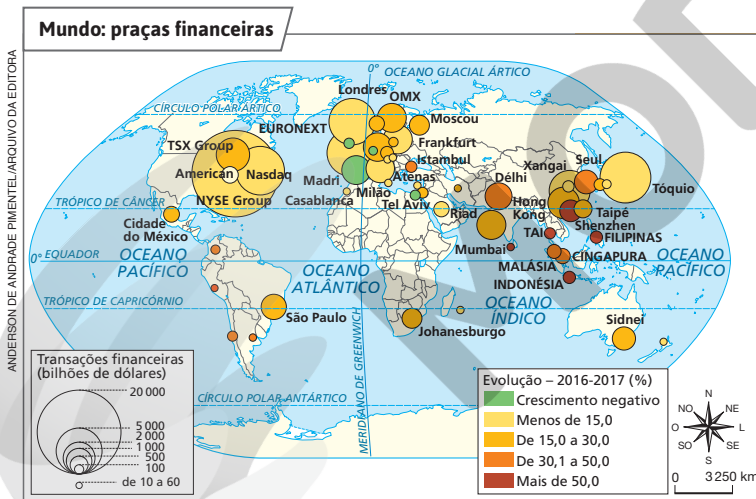 Mundo: praças financeiras
ANDERSON DE ANDRADE PIMENTEL/ARQUIVO DA EDITORA
0° OCEANO GLACIAL ÁRTICO
CÍRCULO POLAR ÁRTICO
Londres
OMX
Moscou
EURONEXT
TSX Group
Frankfurt
Istambul
American
Nasdaq
Madri
Milão
Atenas
Délhi
Xangai
Seul
Tóquio
NYSE Group
Casablanca
Tel Aviv
Riad
Hong
Kong
Taipé
Shenzhen
TRÓPICO DE CÂNCER
Cidade
do México
Mumbai
TAI
FILIPINAS
0° EQUADOR
OCEANO
PACÍFICO
OCEANO
ATLÂNTICO
MALÁSIA
CINGAPURA
INDONÉSIA
OCEANO
PACÍFICO
TRÓPICO DE CAPRICÓRNIO
São Paulo
Johanesburgo
OCEANO
ÍNDICO
Sidnei
MERIDIANO DE GREENWICH
CÍRCULO POLAR ANTÁRTICO
0°
Transações financeiras
(bilhões de dólares)
20 000
5 000
2 000
1 000
500
100
de 10 a 60
Evolução – 2016-2017 (%)
Crescimento negativo
Menos de 15,0
De 15,0 a 30,0
De 30,1 a 50,0
Mais de 50,0
N
NO
NE
O
L
SO
SE
S
0
3 250 km